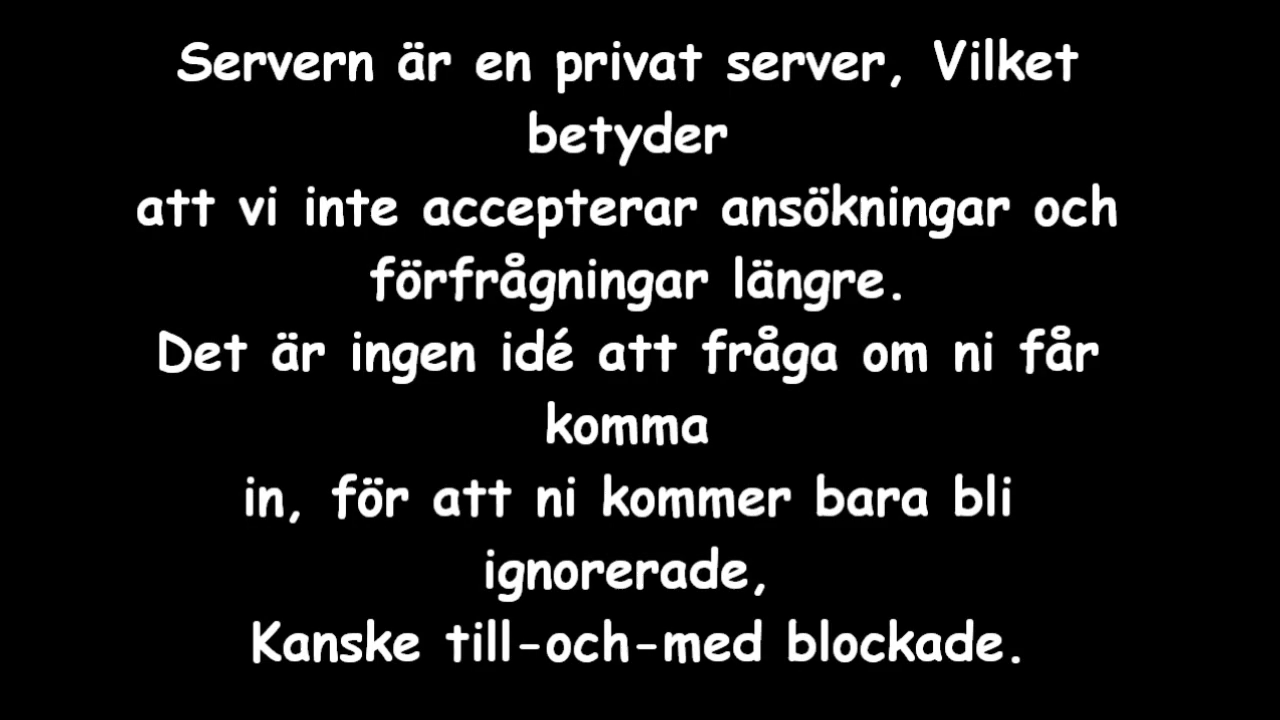 Servern är en privat server, Vilket
betyder
att vi inte accepterar ansökningar och
förfrågningar längre.
Det är ingen idé att fråga om ni får
komma
in, för att ni kommer bara bli
ignorerade,
Kanske till-och-med blockade.